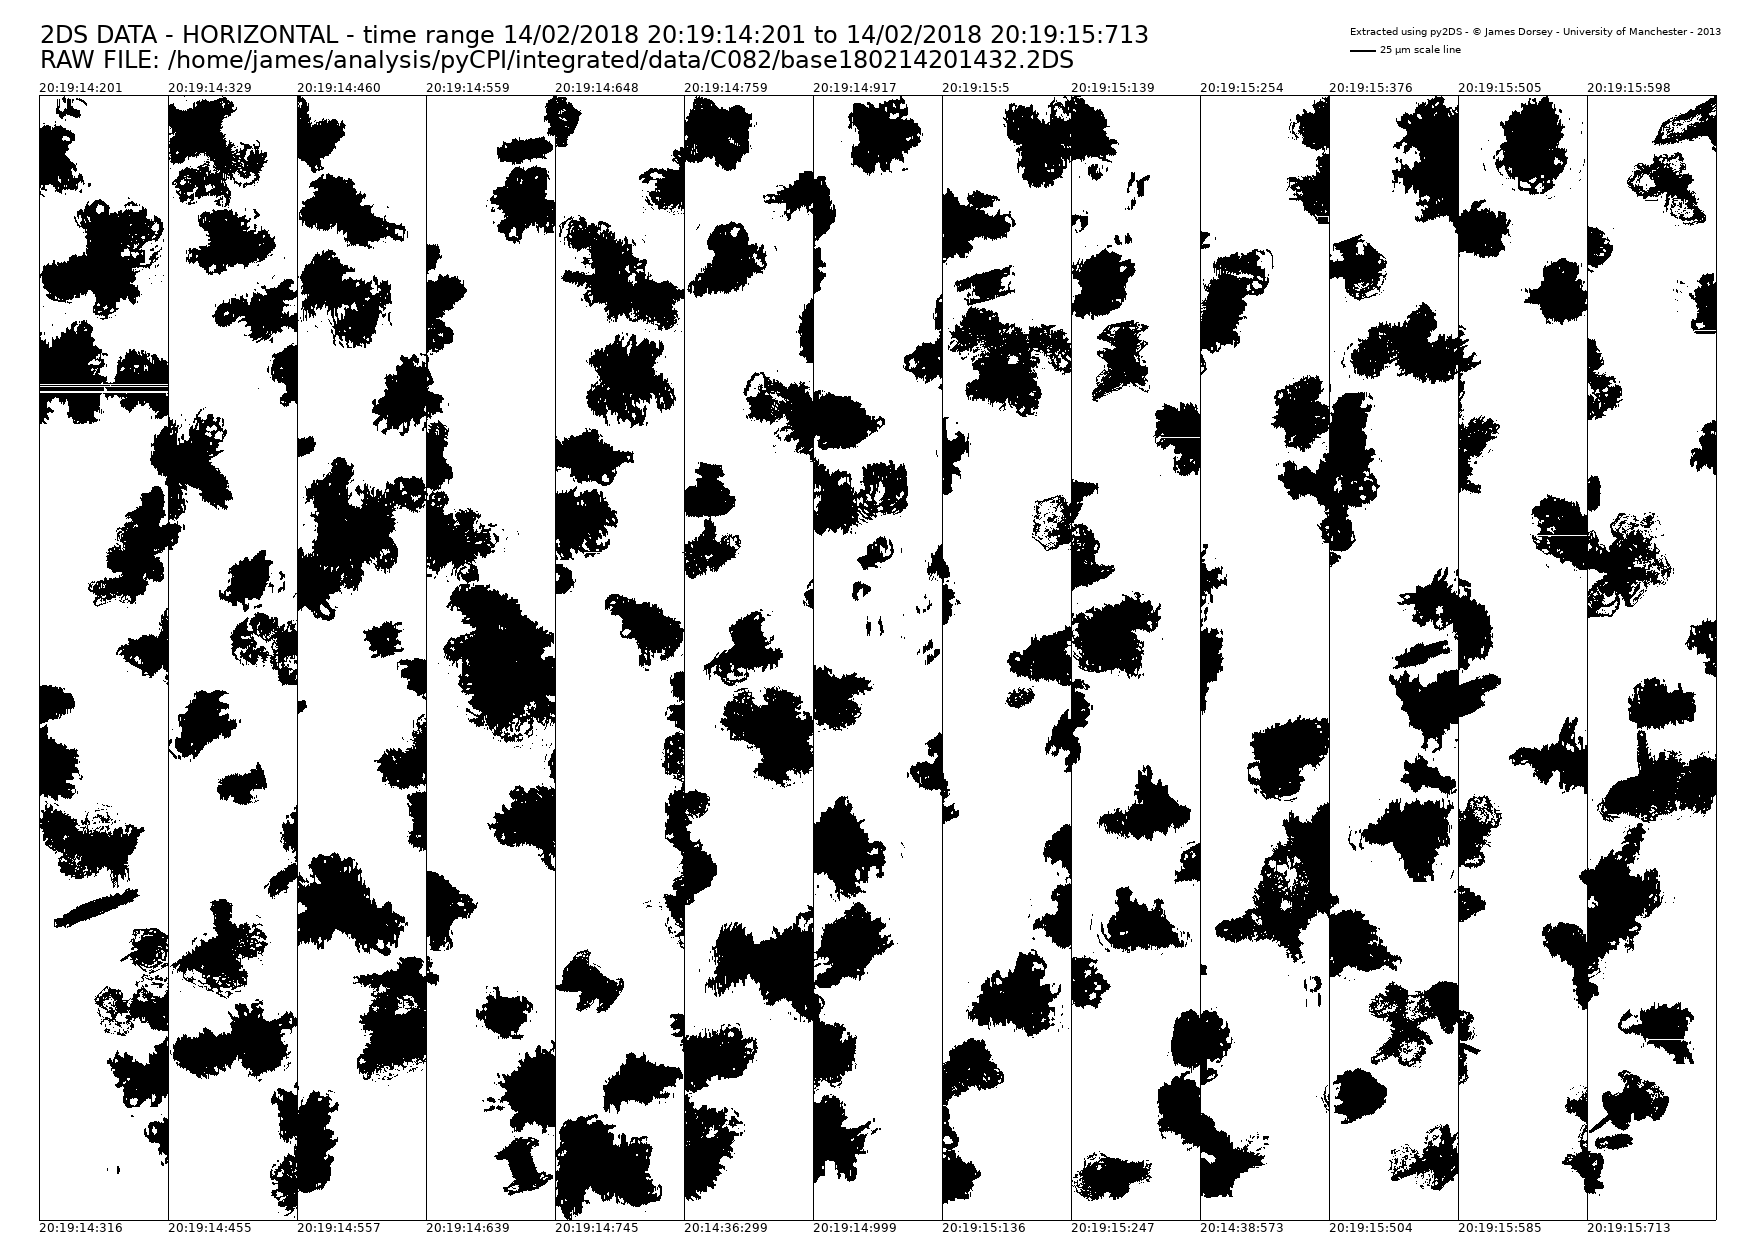 2DS DATA - HORIZONTAL - time range 14/02/2018 20:19:14:201 to 14/02/2018 20:19:15:713
RAW FILE: /home/james/analysis/pyCPI/integrated/data/C082/base180214201432.2DS
Extracted using py2DS - © James Dorsey - University of Manchester - 2013
25 µm scale line
20:19:14:201 20:19:14:329 20:19:14:460 20:19:14:559 20:19:14:648 20:19:14:759 20:19:14:917 20:19:15:5 20:19:15:139 20:19:15:254 20:19:15:376 20:19:15:505 20:19:15:598
20:19:14:316 20:19:14:455 20:19:14:557 20:19:14:639 20:19:14:745 20:14:36:299 20:19:14:999 20:19:15:136 20:19:15:247 20:14:38:573 20:19:15:504 20:19:15:585 20:19:15:713